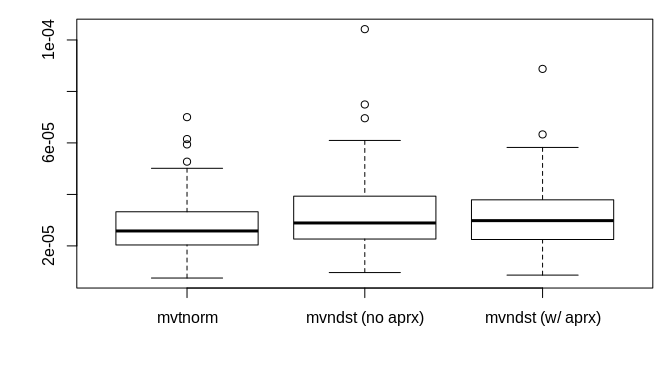 1e-04
6e-05
2e-05
mvtnorm
mvndst (no aprx)
mvndst (w/ aprx)